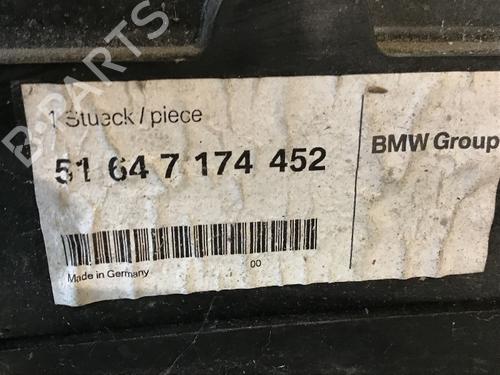 B-PARTS
1 Stueck / piece
51 64 7 174 452
BMW Group
00
Made in Germany